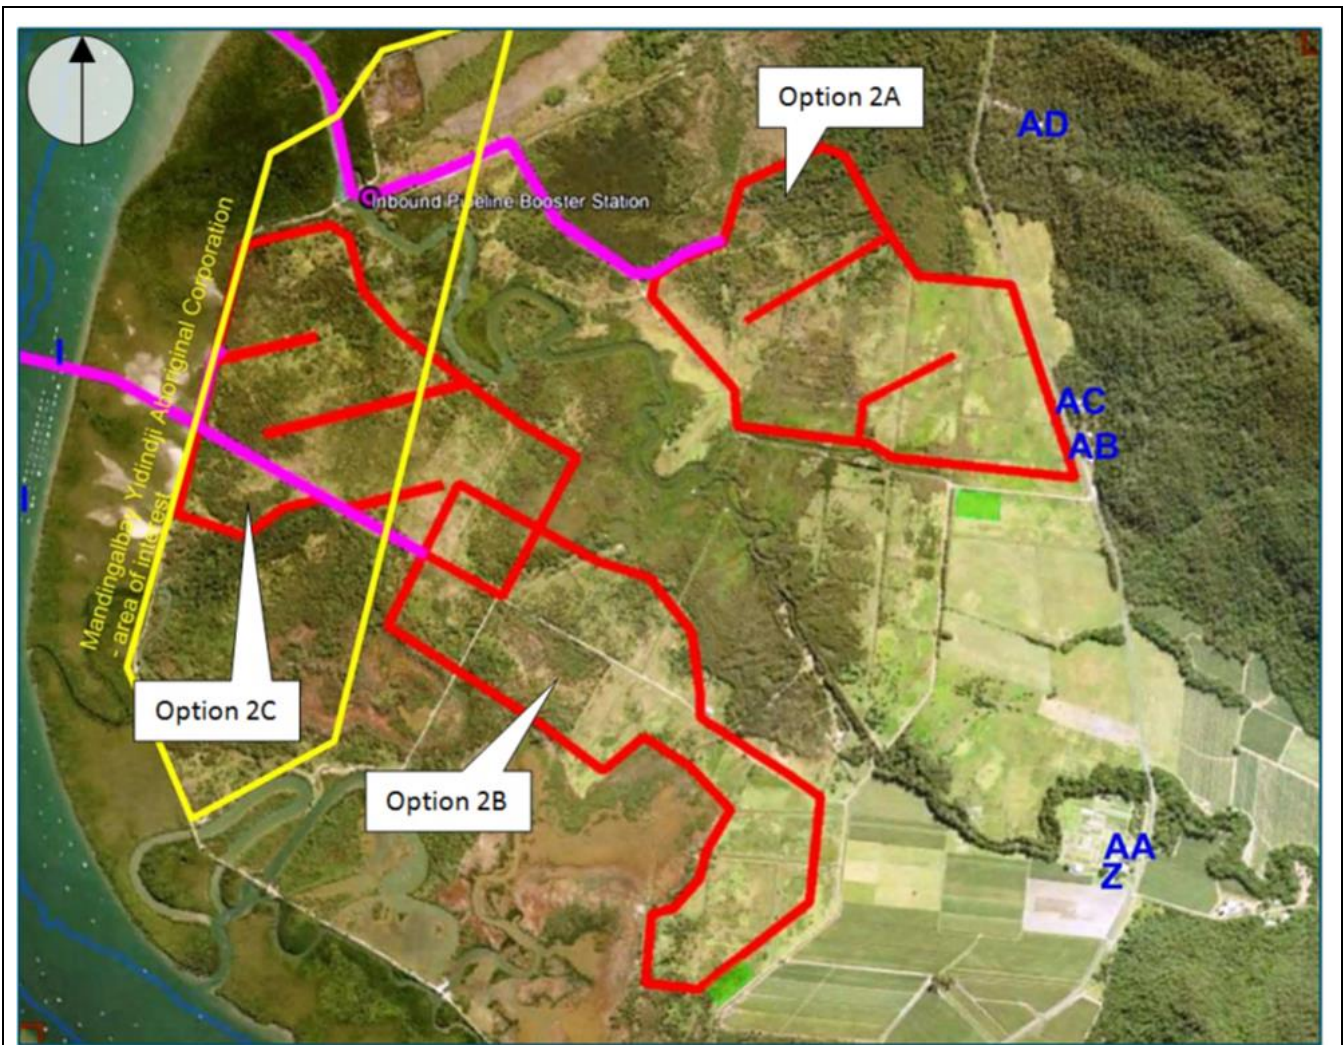 Option 2A
AD
Inbound Pipeline Booster Station
Mandingalbay Yidindji Aboriginal Corporation
- area of interest
I
AC
AB
I
Option 2C
Option 2B
AA
Z